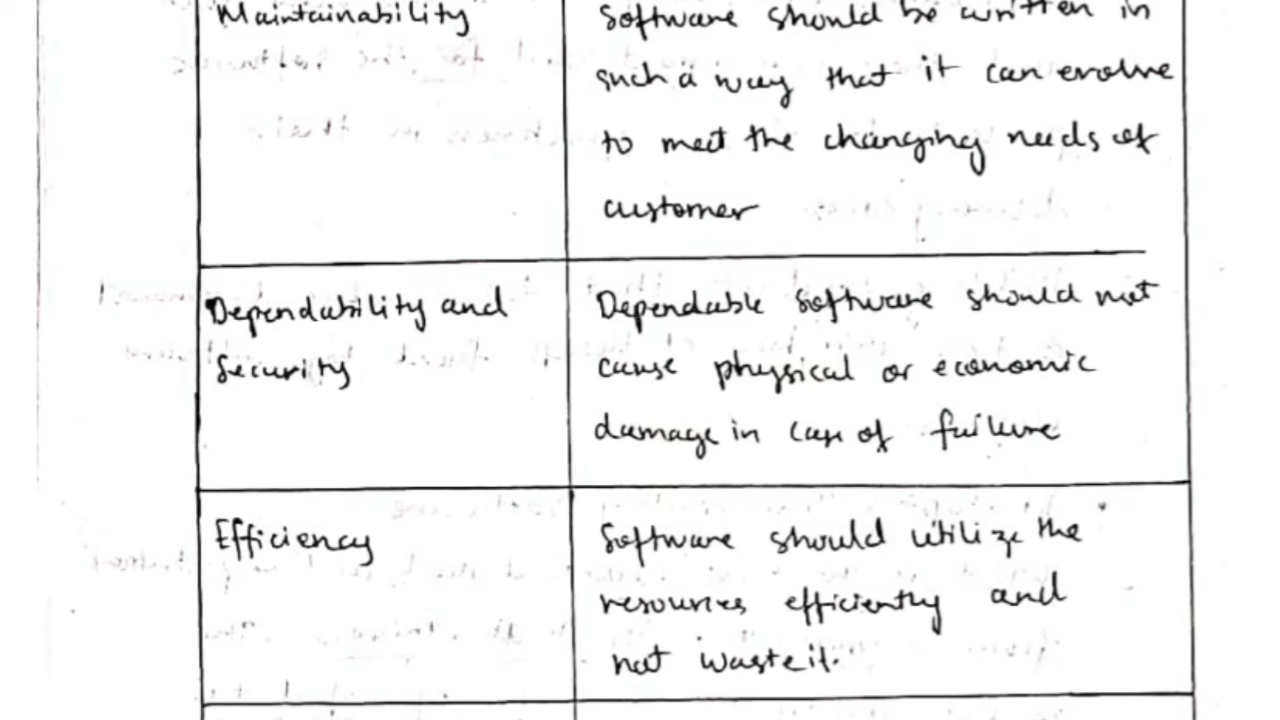 Maintainability
Software should be written in
such a way that it can evolve
to meet the changing needs of
customer
Dependability and
Security
Dependable software should not
cause physical or economic
damage in case of failure
Efficiency
Software should utilize the
resources efficiently and
not waste it.